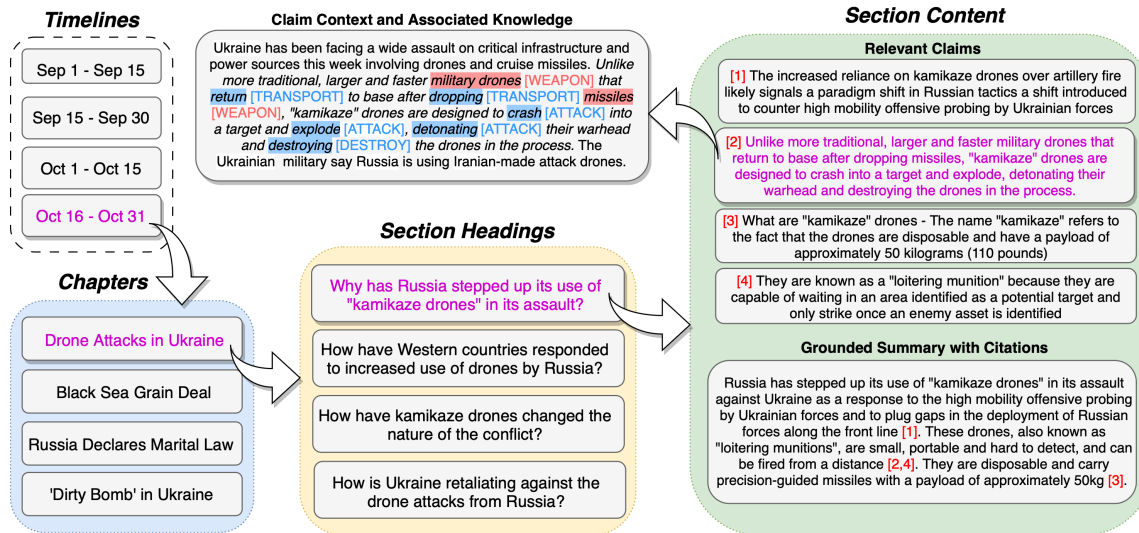 Timelines
Sep 1 - Sep 15
Sep 15 - Sep 30
Oct 1 - Oct 15
Oct 16 - Oct 31
Chapters
Drone Attacks in Ukraine
Black Sea Grain Deal
Russia Declares Marital Law
'Dirty Bomb' in Ukraine
Claim Context and Associated Knowledge
Ukraine has been facing a wide assault on critical infrastructure and
power sources this week involving drones and cruise missiles. Unlike
more traditional, larger and faster military drones [WEAPON] that
return [TRANSPORT] to base after dropping [TRANSPORT] missiles
[WEAPON], "kamikaze" drones are designed to crash [ATTACK] into
a target and explode [ATTACK], detonating [ATTACK] their warhead
and destroying [DESTROY] the drones in the process. The
Ukrainian military say Russia is using Iranian-made attack drones.
Section Headings
Why has Russia stepped up its use of
"kamikaze drones" in its assault?
How have Western countries responded
to increased use of drones by Russia?
How have kamikaze drones changed the
nature of the conflict?
How is Ukraine retaliating against the
drone attacks from Russia?
Section Content
Relevant Claims
[1] The increased reliance on kamikaze drones over artillery fire
likely signals a paradigm shift in Russian tactics a shift introduced
to counter high mobility offensive probing by Ukrainian forces
[2] Unlike more traditional, larger and faster military drones that
return to base after dropping missiles, "kamikaze" drones are
designed to crash into a target and explode, detonating their
warhead and destroying the drones in the process.
[3] What are "kamikaze" drones - The name "kamikaze" refers to
the fact that the drones are disposable and have a payload of
approximately 50 kilograms (110 pounds)
[4] They are known as a "loitering munition" because they are
capable of waiting in an area identified as a potential target and
only strike once an enemy asset is identified
Grounded Summary with Citations
Russia has stepped up its use of "kamikaze drones" in its assault
against Ukraine as a response to the high mobility offensive probing
by Ukrainian forces and to plug gaps in the deployment of Russian
forces along the front line [1]. These drones, also known as
"loitering munitions", are small, portable and hard to detect, and can
be fired from a distance [2,4]. They are disposable and carry
precision-guided missiles with a payload of approximately 50kg [3].